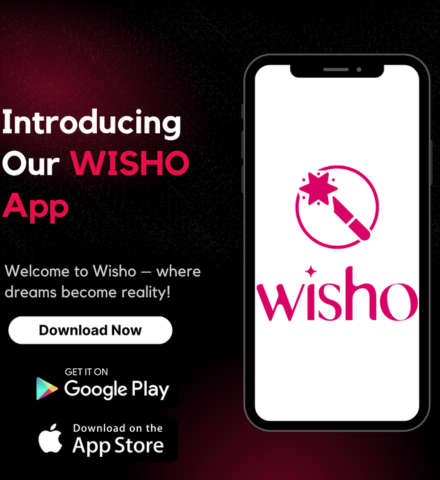 Introducing
Our WISHO
App
Welcome to Wisho — where
dreams become reality!
Download Now
GET IT ON
Google Play
Download on the
App Store
wisho